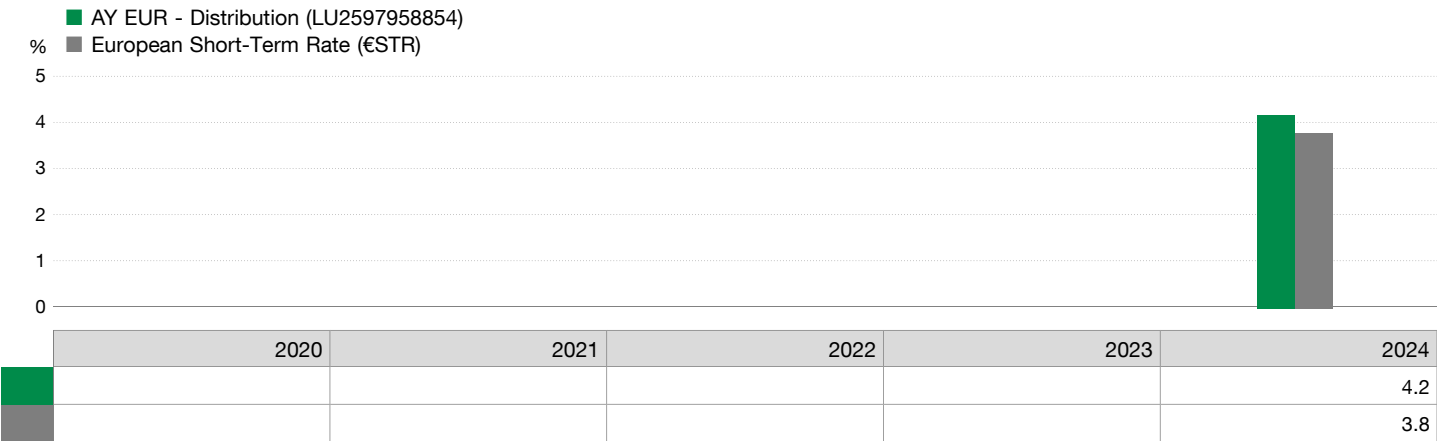 AY EUR - Distribution (LU2597958854)
% European Short-Term Rate (€STR)
5
4
3
2
1
0
2020 2021 2022 2023 2024
4.2
3.8